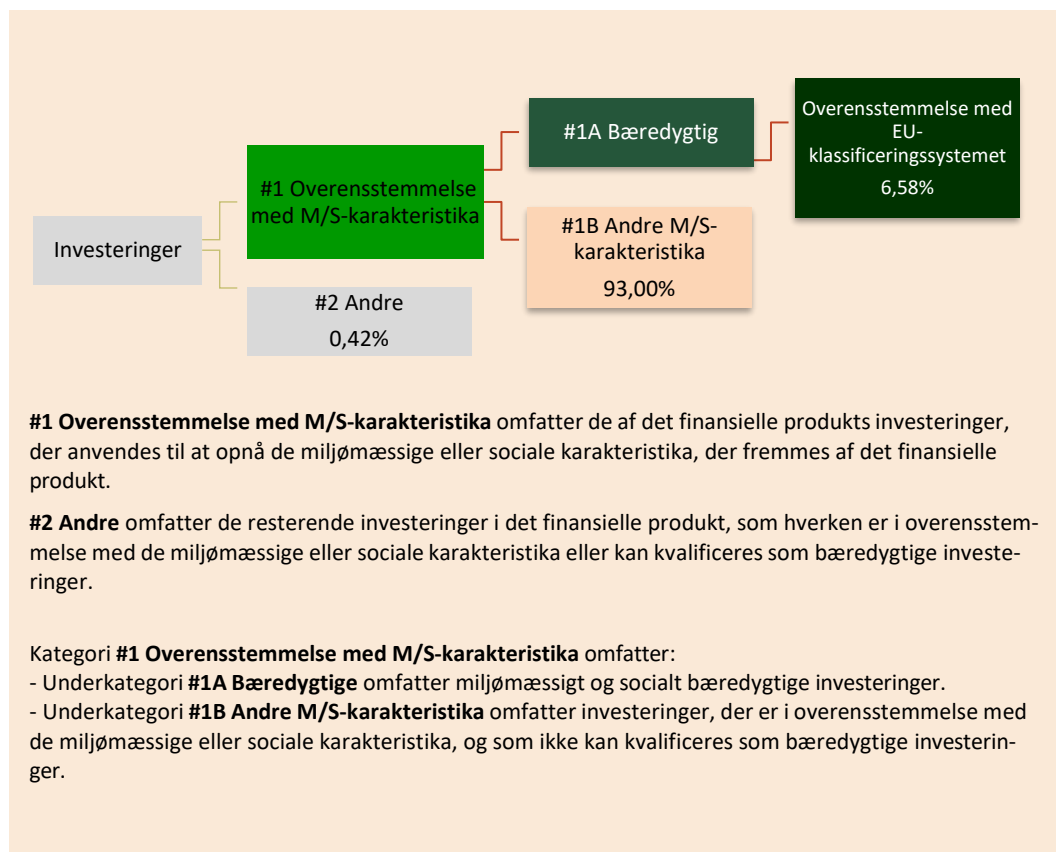 Investeringer
#1 Overensstemmelse
med M/S-karakteristika
#2 Andre
0,42%
#1A Bæredygtig
#1B Andre M/S-
karakteristika
93,00%
Overensstemmelse med
EU-
klassificeringssystemet
6,58%
#1 Overensstemmelse med M/S-karakteristika omfatter de af det finansielle produkts investeringer,
der anvendes til at opnå de miljømæssige eller sociale karakteristika, der fremmes af det finansielle
produkt.
#2 Andre omfatter de resterende investeringer i det finansielle produkt, som hverken er i overensstem-
melse med de miljømæssige eller sociale karakteristika eller kan kvalificeres som bæredygtige investe-
ringer.
Kategori #1 Overensstemmelse med M/S-karakteristika omfatter:
- Underkategori #1A Bæredygtige omfatter miljømæssigt og socialt bæredygtige investeringer.
- Underkategori #1B Andre M/S-karakteristika omfatter investeringer, der er i overensstemmelse med
de miljømæssige eller sociale karakteristika, og som ikke kan kvalificeres som bæredygtige investerin-
ger.